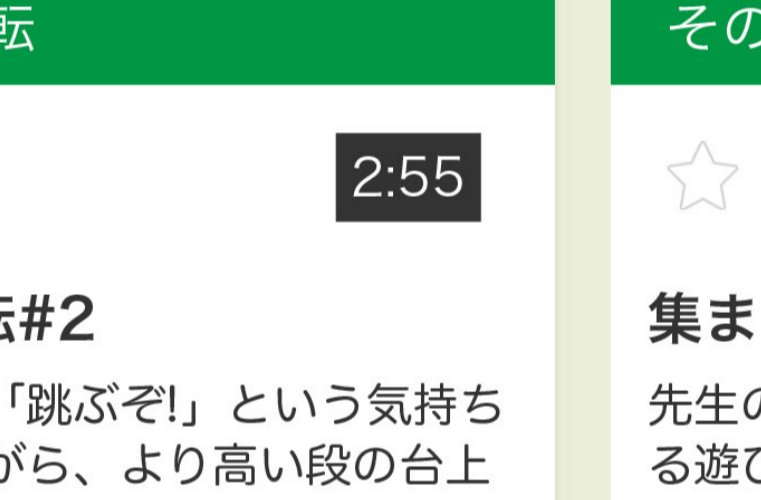 転
その
2:55
転#2
集ま
「跳ぶぞ!」という気持ち
がら、より高い段の台上
先生の
る遊び